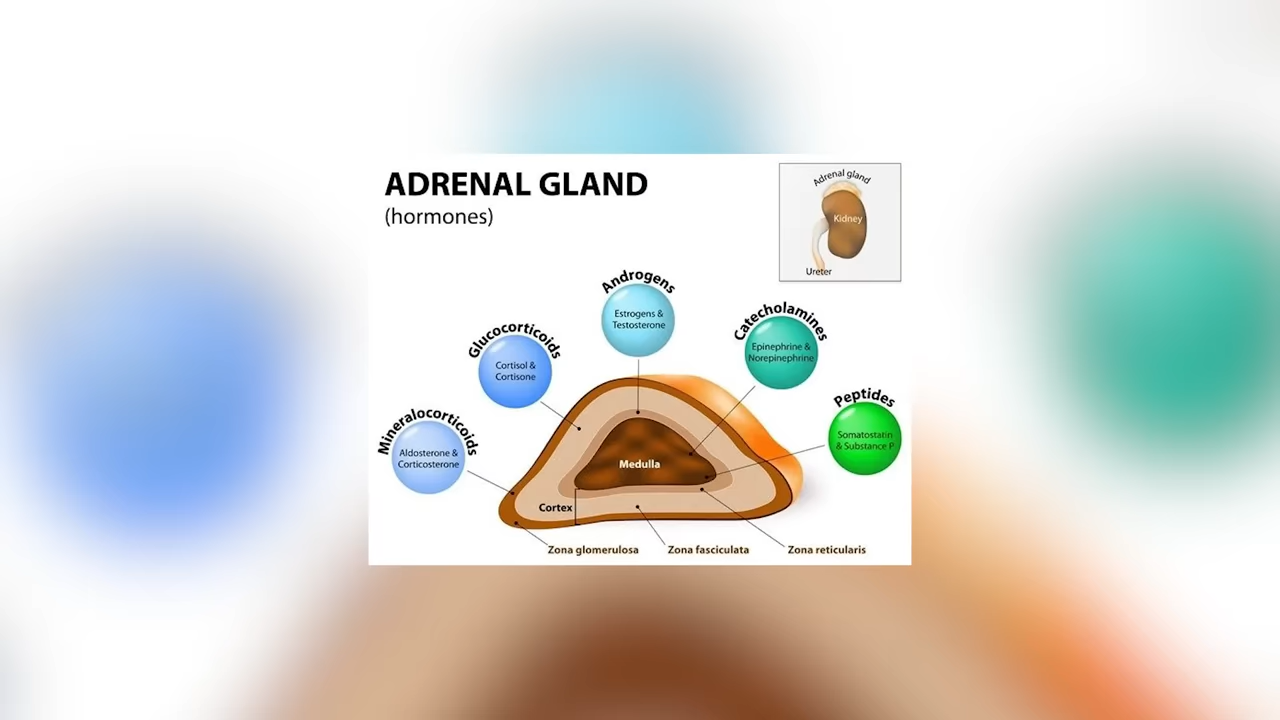 ADRENAL GLAND
(hormones)
Adrenal gland
Kidney
Ureter
Androgens
Estrogens &
Testosterone
Catecholamines
Epinephrine &
Norepinephrine
Glucocorticoids
Cortisol &
Cortisone
Peptides
Somatostatin
& Substance P
Mineralocorticoids
Aldosterone &
Corticosterone
Medulla
Cortex
Zona glomerulosa
Zona fasciculata
Zona reticularis